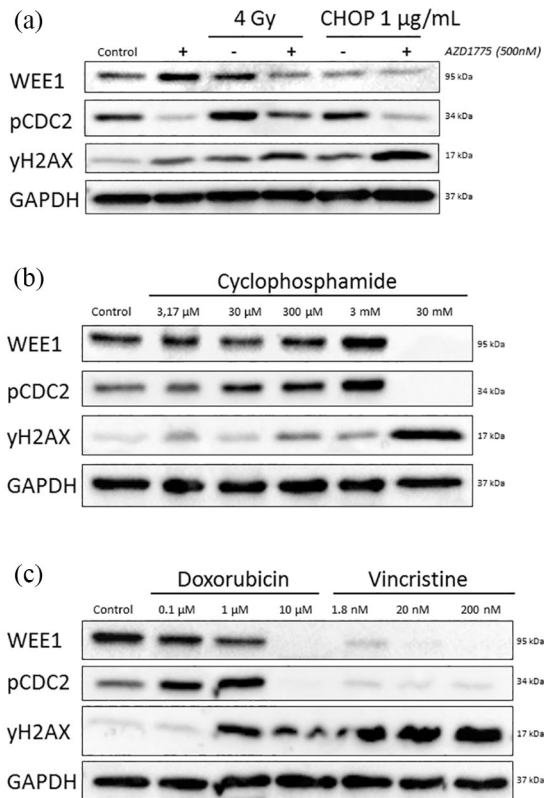 (a)
4 Gy CHOP 1 µg/mL
Control + - + - + AZD1775 (500nM)
WEE1 95 kDa
pCDC2 34 kDa
yH2AX 17 kDa
GAPDH 37 kDa
(b)
Cyclophosphamide
Control 3,17 µM 30 µM 300 µM 3 mM 30 mM
WEE1 95 kDa
pCDC2 34 kDa
yH2AX 17 kDa
GAPDH 37 kDa
(c)
Doxorubicin Vincristine
Control 0.1 µM 1 µM 10 µM 1.8 nM 20 nM 200 nM
WEE1 95 kDa
pCDC2 34 kDa
yH2AX 17 kDa
GAPDH 37 kDa